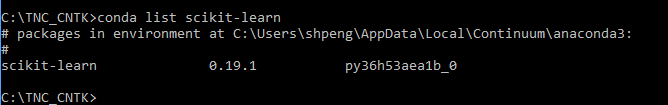 C:\TNC_CNTK>conda list scikit-learn
# packages in environment at C:\Users\shpeng\AppData\Local\Continuum\anaconda3:
#
scikit-learn              0.19.1           py36h53aea1b_0
C:\TNC_CNTK>